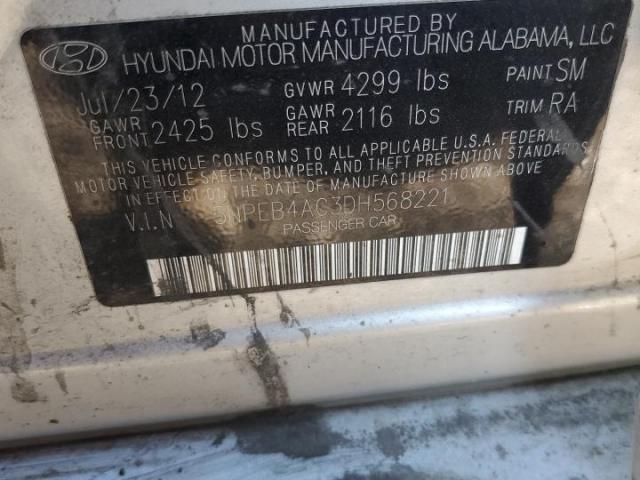 MANUFACTURED BY
HYUNDAI MOTOR MANUFACTURING ALABAMA, LLC
Jul/23/12 GVWR 4299 lbs PAINT SM
GAWR FRONT 2425 lbs GAWR REAR 2116 lbs TRIM RA
THIS VEHICLE CONFORMS TO ALL APPLICABLE U.S.A. FEDERAL
MOTOR VEHICLE SAFETY, BUMPER, AND THEFT PREVENTION STANDARDS
IN EFFECT ON THE DATE OF MANUFACTURE SHOWN ABOVE.
V.I.N 5NPEB4AC3DH568221
PASSENGER CAR